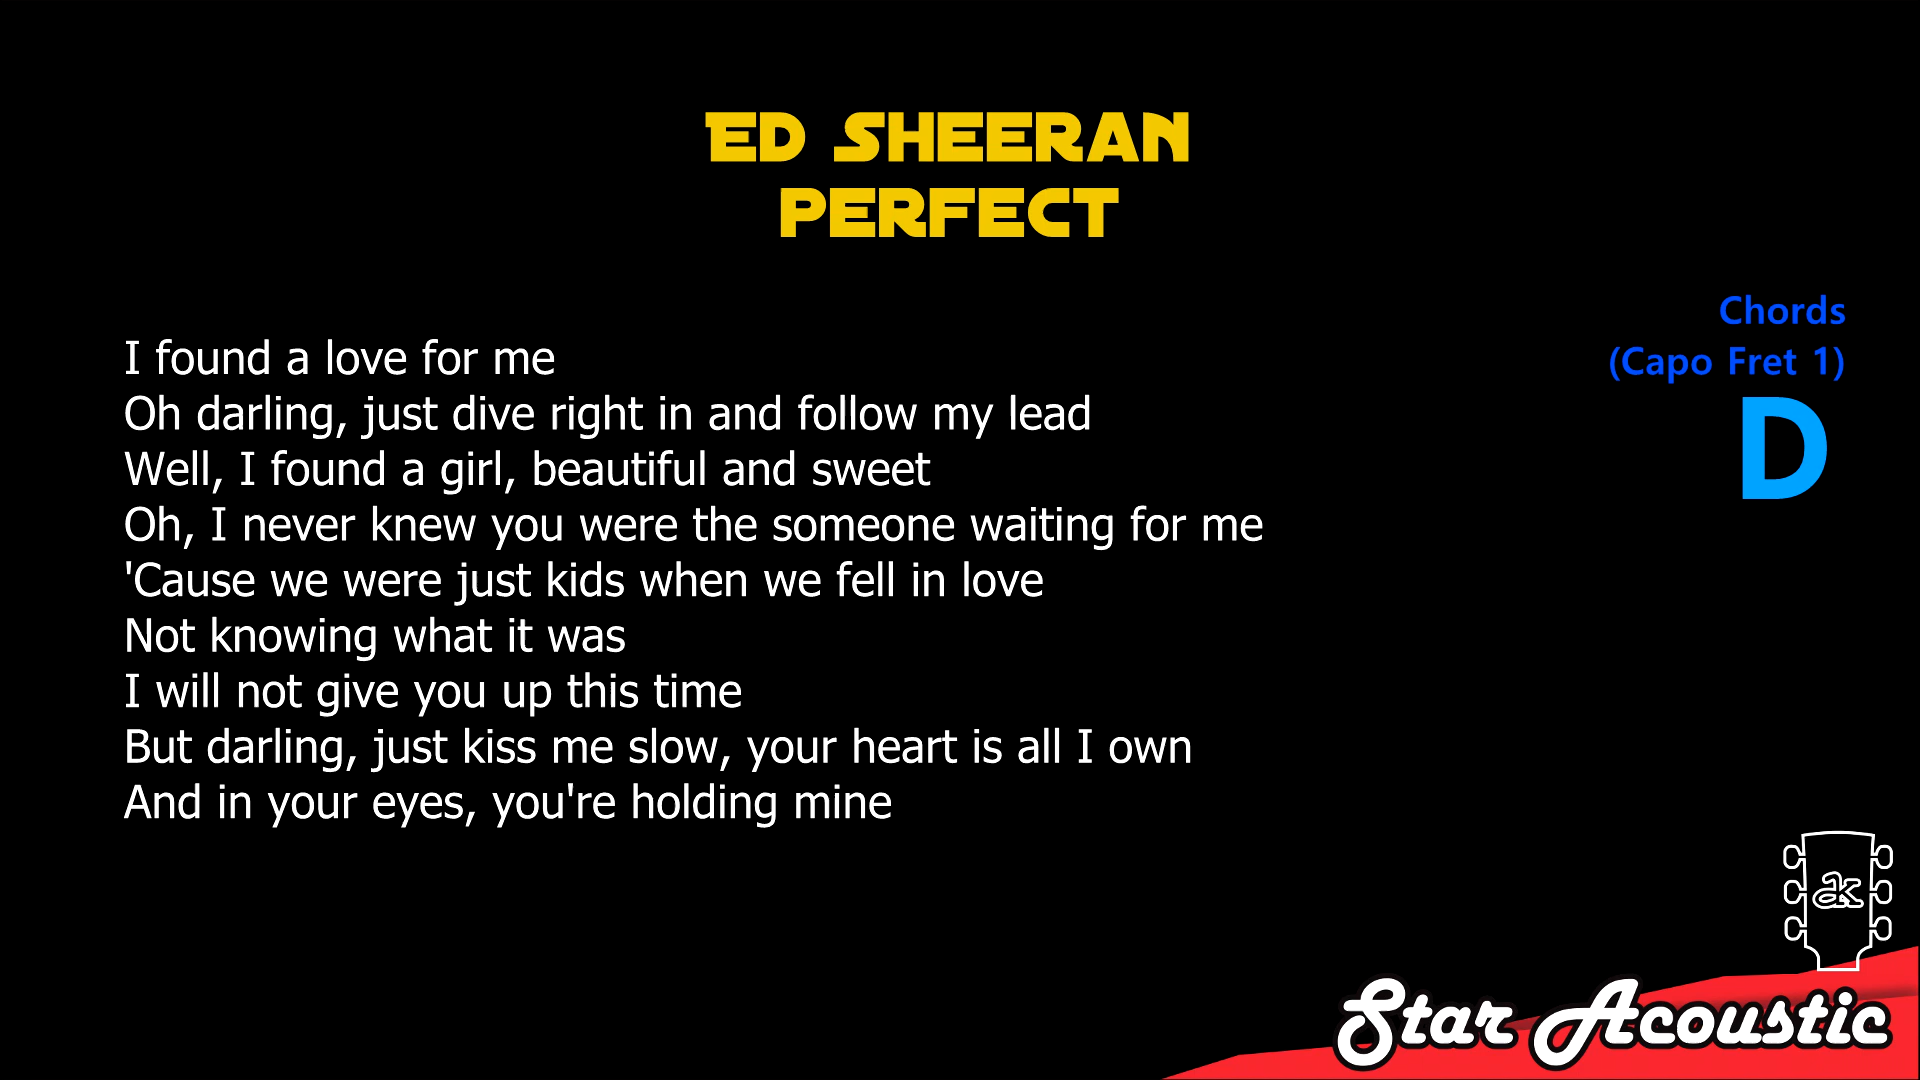 Ed Sheeran
Perfect
Chords
(Capo Fret 1)
D
I found a love for me
Oh darling, just dive right in and follow my lead
Well, I found a girl, beautiful and sweet
Oh, I never knew you were the someone waiting for me
'Cause we were just kids when we fell in love
Not knowing what it was
I will not give you up this time
But darling, just kiss me slow, your heart is all I own
And in your eyes, you're holding mine
ak
Star Acoustic